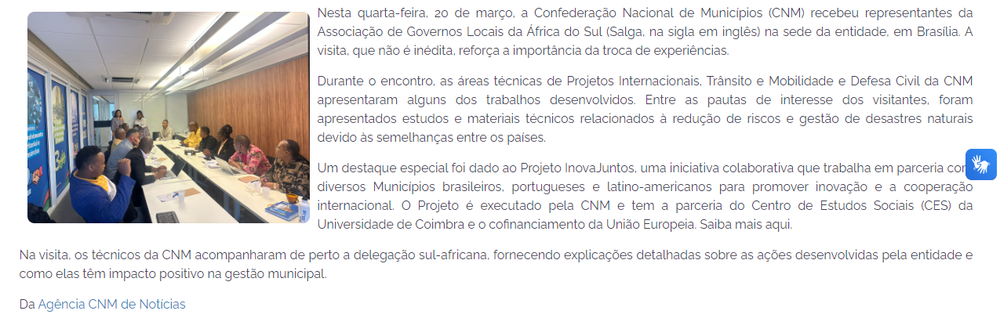 Nesta quarta-feira, 20 de março, a Confederação Nacional de Municípios (CNM) recebeu representantes da
Associação de Governos Locais da África do Sul (Salga, na sigla em inglês) na sede da entidade, em Brasília. A
visita, que não é inédita, reforça a importância da troca de experiências.
Durante o encontro, as áreas técnicas de Projetos Internacionais, Trânsito e Mobilidade e Defesa Civil da CNM
apresentaram alguns dos trabalhos desenvolvidos. Entre as pautas de interesse dos visitantes, foram
apresentados estudos e materiais técnicos relacionados à redução de riscos e gestão de desastres naturais
devido às semelhanças entre os países.
Um destaque especial foi dado ao Projeto InovaJuntos, uma iniciativa colaborativa que trabalha em parceria com
diversos Municípios brasileiros, portugueses e latino-americanos para promover inovação e a cooperação
internacional. O Projeto é executado pela CNM e tem a parceria do Centro de Estudos Sociais (CES) da
Universidade de Coimbra e o cofinanciamento da União Europeia. Saiba mais aqui.
Na visita, os técnicos da CNM acompanharam de perto a delegação sul-africana, fornecendo explicações detalhadas sobre as ações desenvolvidas pela entidade e
como elas têm impacto positivo na gestão municipal.
Da Agência CNM de Notícias